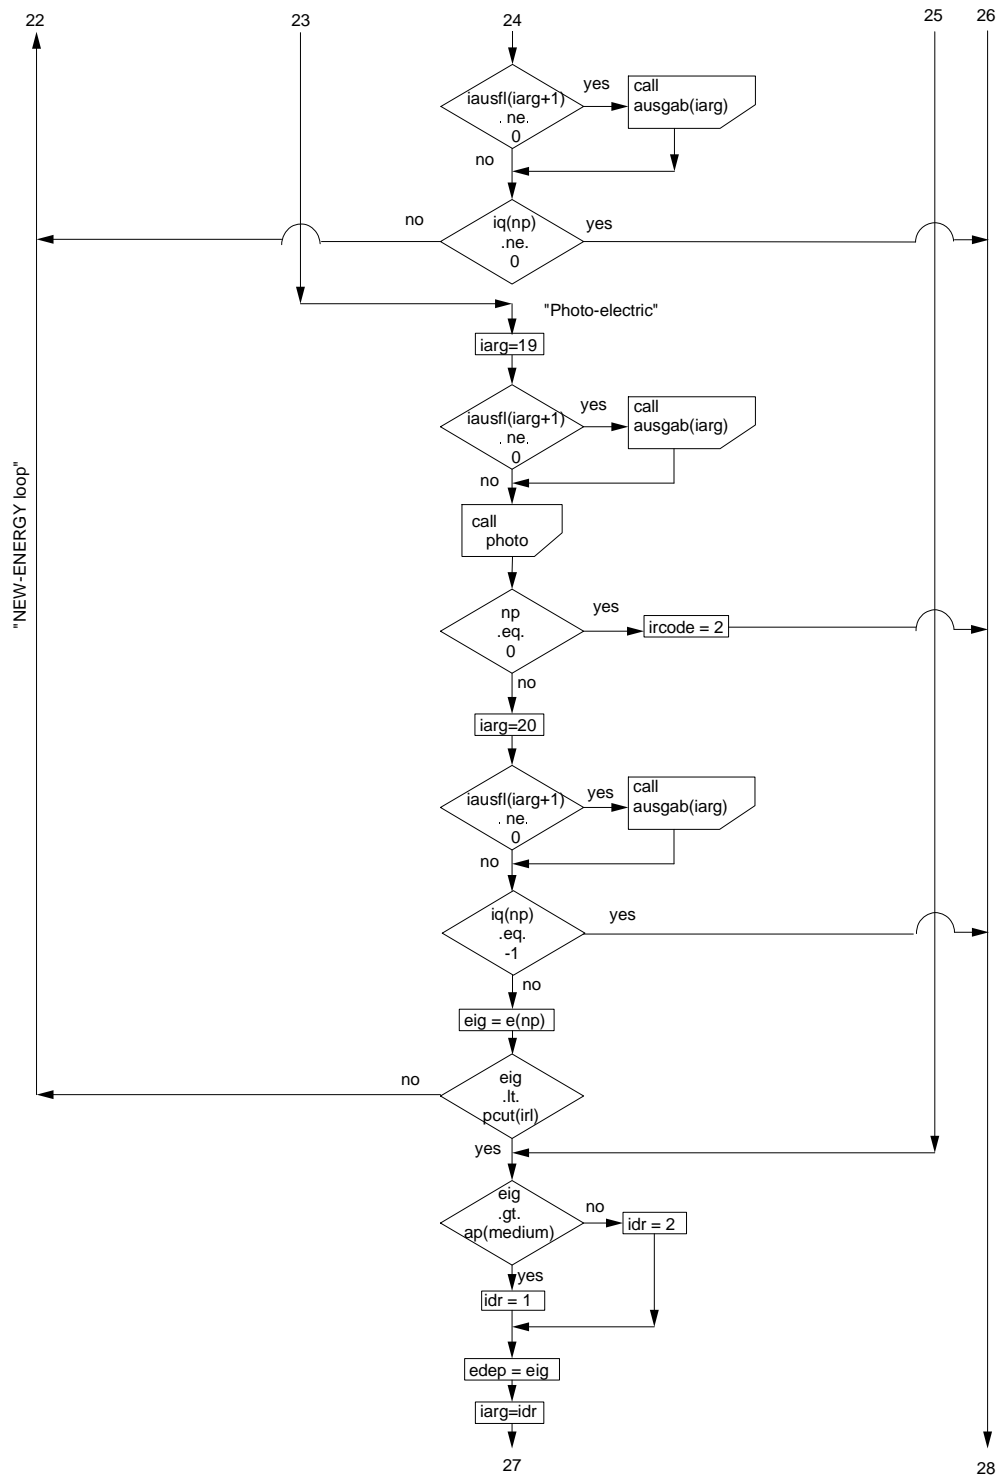 22
23
24
25
26
iausfl(iarg+1)
. ne.
0
yes
call
ausgab(iarg)
no
iq(np)
.ne.
0
no
yes
"Photo-electric"
iarg=19
iausfl(iarg+1)
. ne.
0
yes
call
ausgab(iarg)
no
"NEW-ENERGY loop"
call
photo
np
.eq.
0
yes
ircode = 2
no
iarg=20
iausfl(iarg+1)
. ne.
0
yes
call
ausgab(iarg)
no
iq(np)
.eq.
-1
yes
no
eig = e(np)
eig
.lt.
pcut(irl)
no
yes
eig
.gt.
ap(medium)
no
idr = 2
yes
idr = 1
edep = eig
iarg=idr
27
28